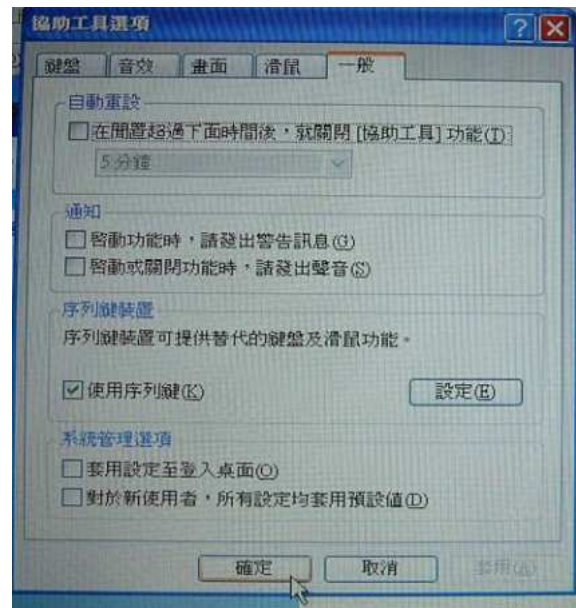 協助工具選項
鍵盤 音效 畫面 滑鼠 一般
自動重設
在閒置超過下面時間後，就關閉 [協助工具] 功能(T):
5 分鐘
通知
啓動功能時，請發出警告訊息(G)
啓動或關閉功能時，請發出聲音(S)
序列鍵裝置
序列鍵裝置可提供替代的鍵盤及滑鼠功能。
使用序列鍵(K) 設定(E)
系統管理選項
套用設定至登入桌面(O)
對於新使用者，所有設定均套用預設值(D)
確定 取消 套用(A)